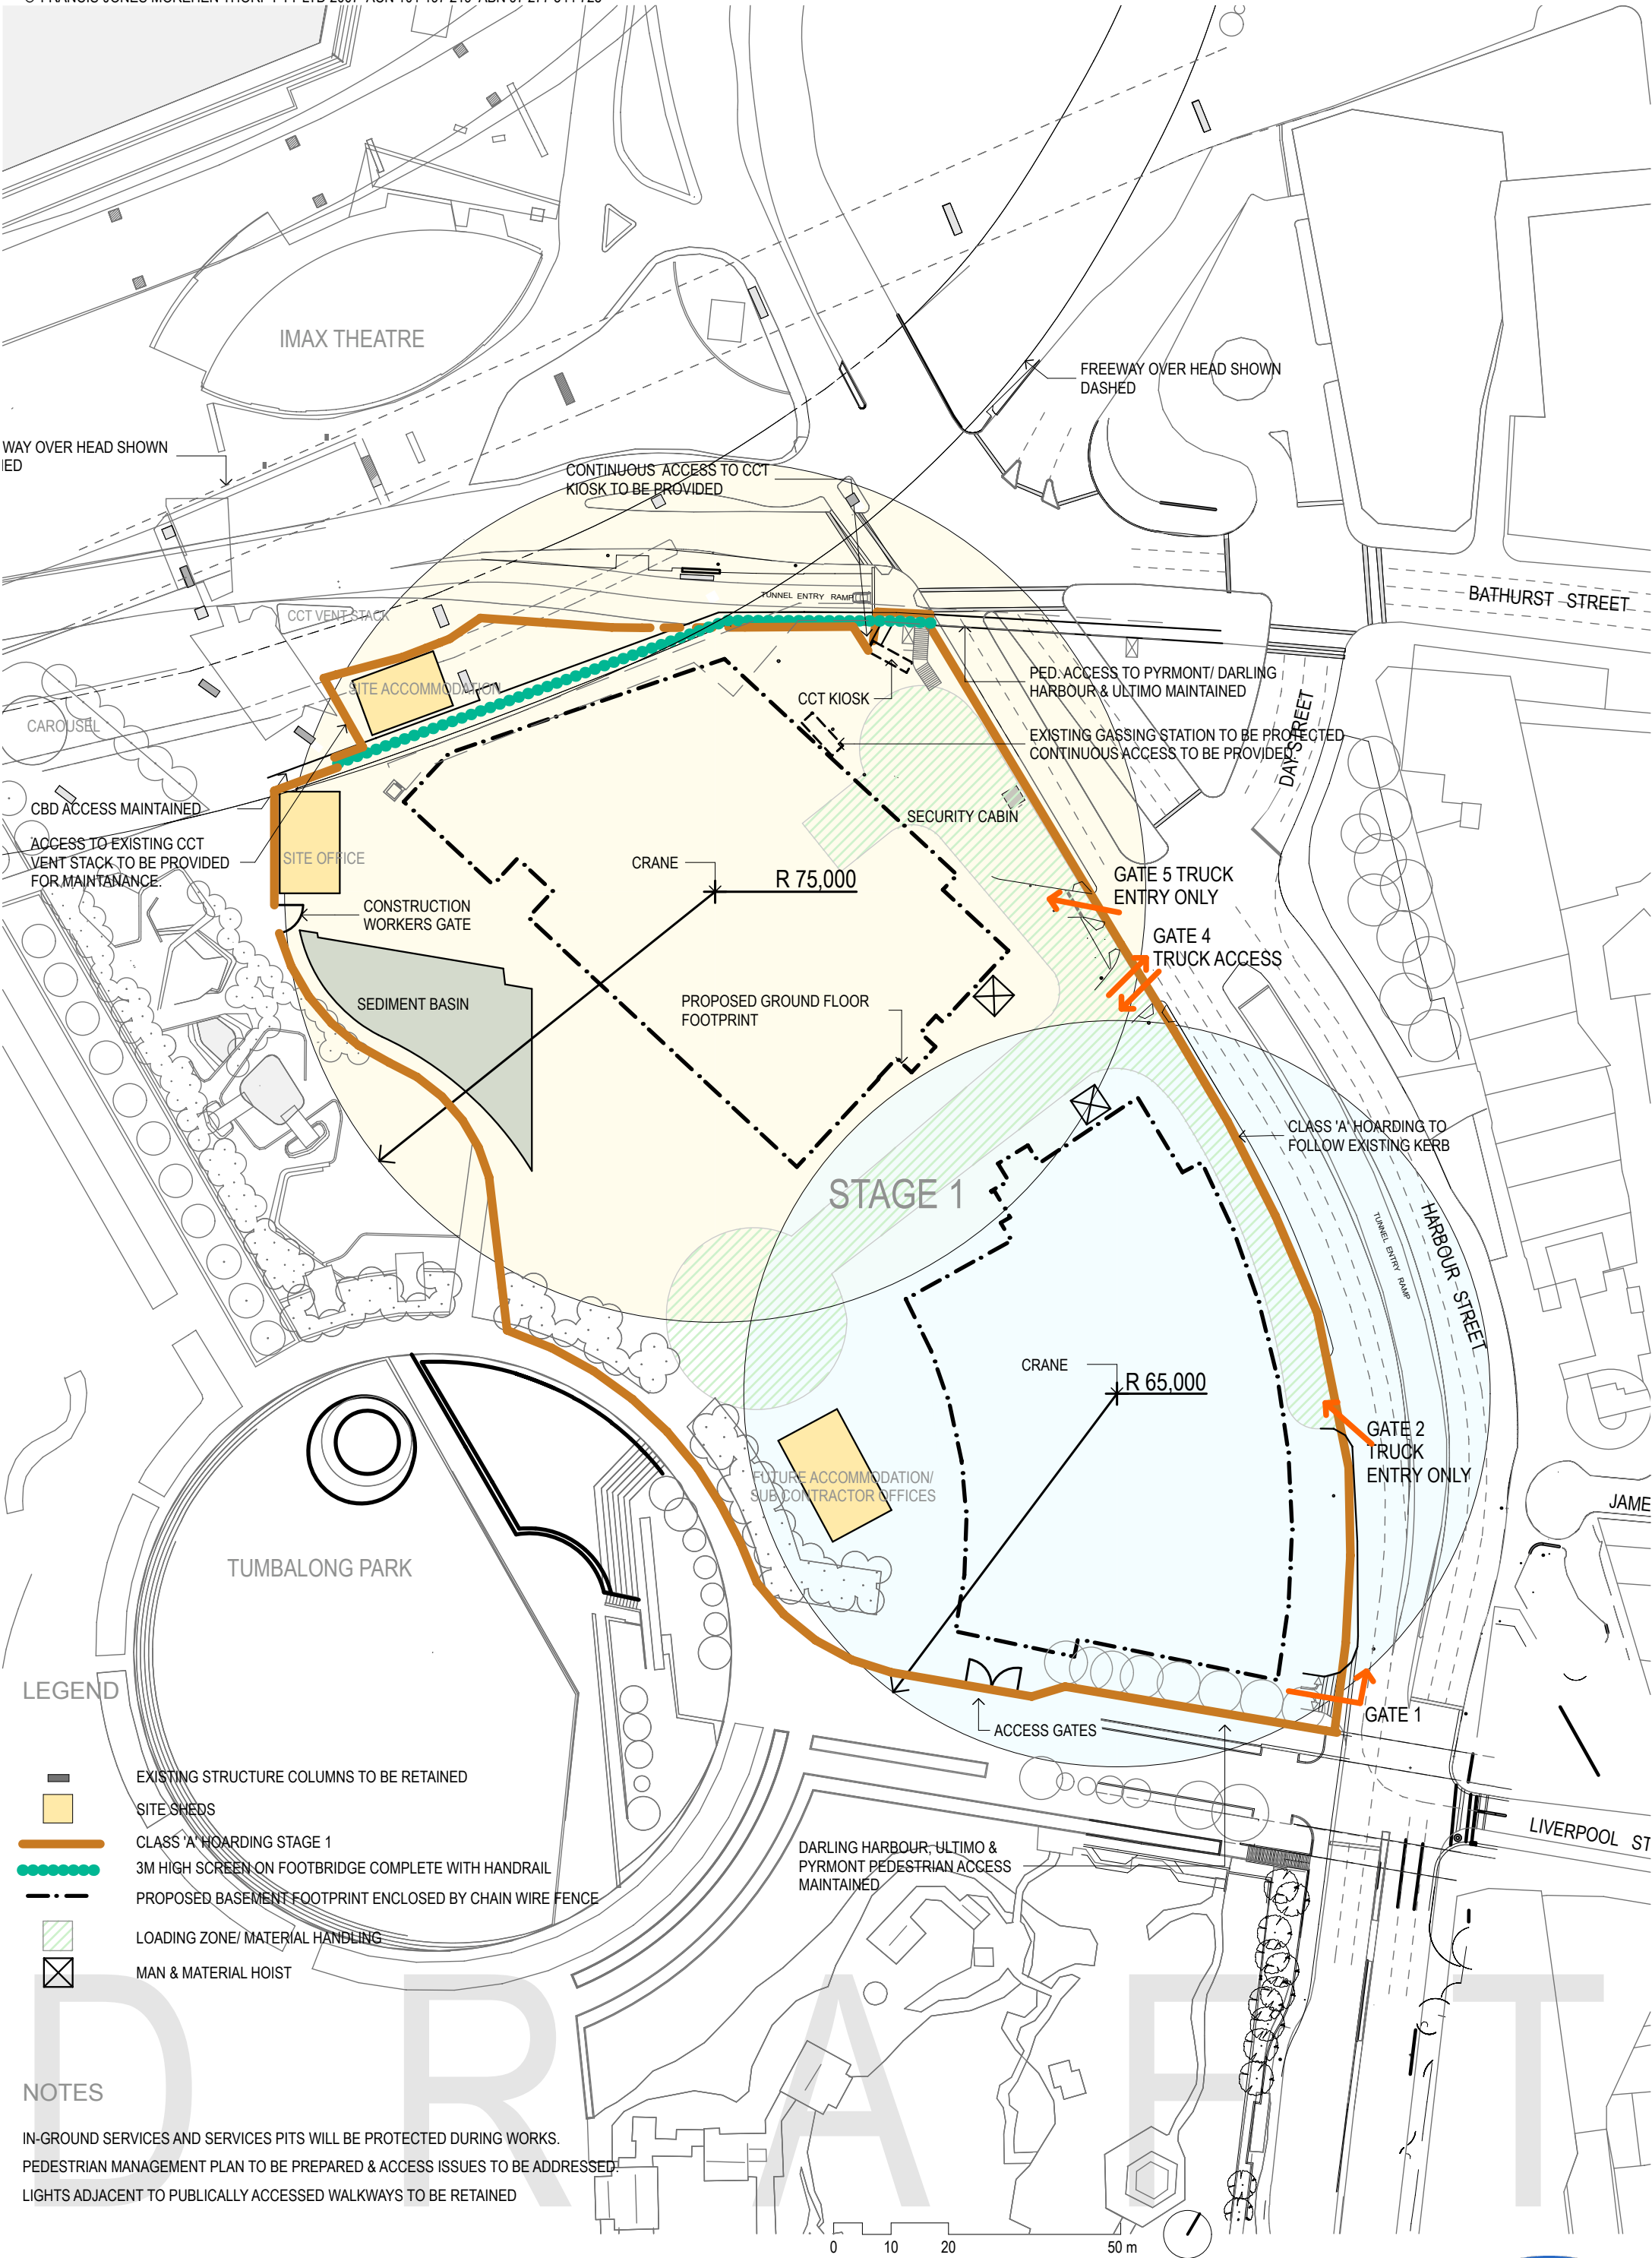 IMAX THEATRE
FREEWAY OVER HEAD SHOWN
DASHED
WAY OVER HEAD SHOWN
CONTINUOUS ACCESS TO CCT
KIOSK TO BE PROVIDED
TUNNEL ENTRY RAMP
BATHURST STREET
CCT VENT STACK
SITE ACCOMMODATION
CAROUSEL
CCT KIOSK
PED. ACCESS TO PYRMONT/ DARLING
HARBOUR & ULTIMO MAINTAINED
EXISTING GASSING STATION TO BE PROTECTED
CONTINUOUS ACCESS TO BE PROVIDED
DAY STREET
CBD ACCESS MAINTAINED
ACCESS TO EXISTING CCT
VENT STACK TO BE PROVIDED
FOR MAINTANANCE.
SITE OFFICE
SECURITY CABIN
CRANE
R 75,000
GATE 5 TRUCK
ENTRY ONLY
CONSTRUCTION
WORKERS GATE
GATE 4
TRUCK ACCESS
SEDIMENT BASIN
PROPOSED GROUND FLOOR
FOOTPRINT
CLASS 'A' HOARDING TO
FOLLOW EXISTING KERB
STAGE 1
TUNNEL ENTRY RAMP
HARBOUR STREET
CRANE
R 65,000
GATE 2
TRUCK
ENTRY ONLY
FUTURE ACCOMMODATION/
SUB CONTRACTOR OFFICES
JAME
TUMBALONG PARK
GATE 1
ACCESS GATES
LIVERPOOL ST
DARLING HARBOUR, ULTIMO &
PYRMONT PEDESTRIAN ACCESS
MAINTAINED
LEGEND
EXISTING STRUCTURE COLUMNS TO BE RETAINED
SITE SHEDS
CLASS 'A' HOARDING STAGE 1
3M HIGH SCREEN ON FOOTBRIDGE COMPLETE WITH HANDRAIL
PROPOSED BASEMENT FOOTPRINT ENCLOSED BY CHAIN WIRE FENCE
LOADING ZONE/ MATERIAL HANDLING
MAN & MATERIAL HOIST
DRAFT
NOTES
IN-GROUND SERVICES AND SERVICES PITS WILL BE PROTECTED DURING WORKS.
PEDESTRIAN MANAGEMENT PLAN TO BE PREPARED & ACCESS ISSUES TO BE ADDRESSED.
LIGHTS ADJACENT TO PUBLICALLY ACCESSED WALKWAYS TO BE RETAINED
0 10 20 50 m